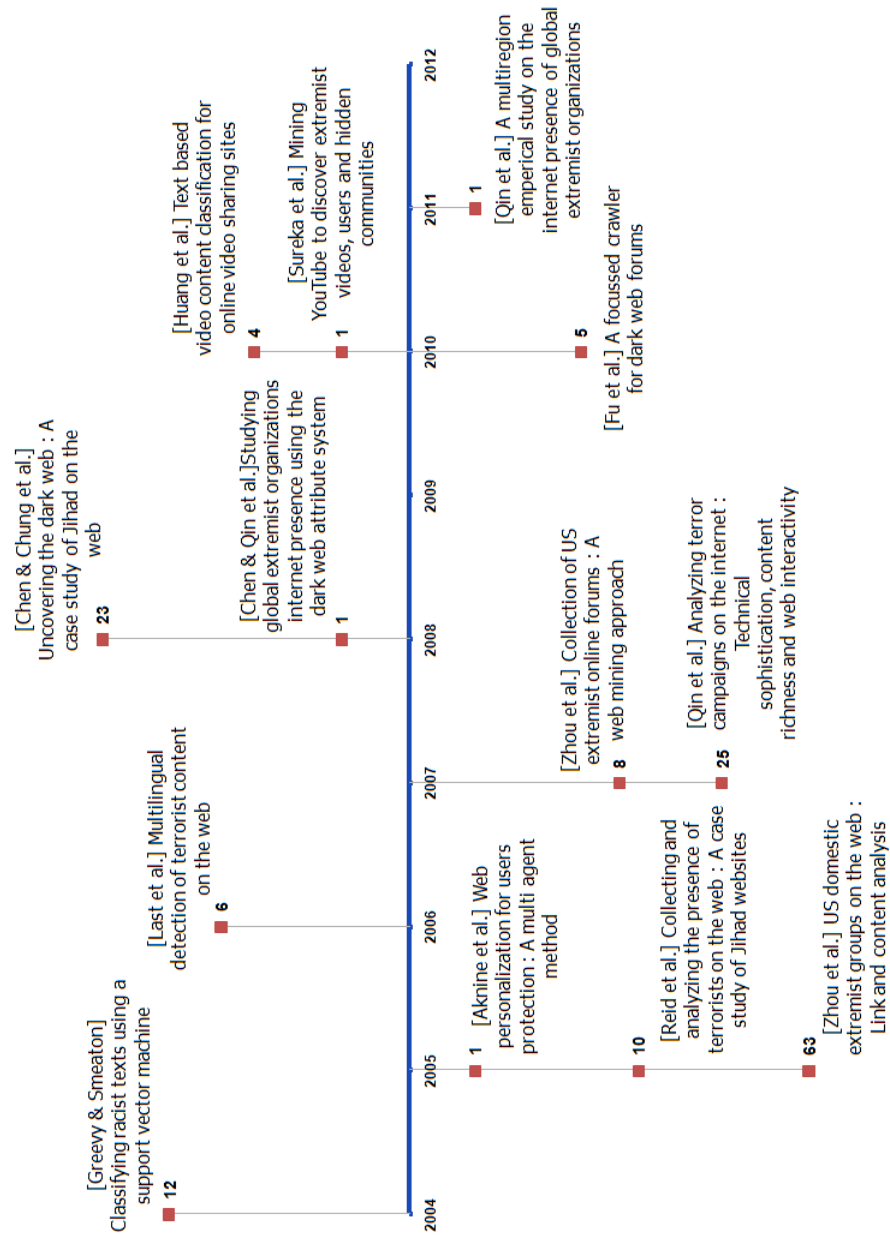 [Greevy & Smeaton]
Classifying racist texts using a
support vector machine
12
[Last et al.] Multilingual
detection of terrorist content
on the web
6
[Chen & Chung et al.]
Uncovering the dark web : A
case study of Jihad on the
web
23
[Chen & Qin et al.]Studying
global extremist organizations
internet presence using the
dark web attribute system
1
[Huang et al.] Text based
video content classification for
online video sharing sites
4
[Sureka et al.] Mining
YouTube to discover extremist
videos, users and hidden
communities
1
2004
2005
2006
2007
2008
2009
2010
2011
2012
1
[Aknine et al.] Web
personalization for users
protection : A multi agent
method
10
[Reid et al.] Collecting and
analyzing the presence of
terrorists on the web : A case
study of Jihad websites
63
[Zhou et al.] US domestic
extremist groups on the web :
Link and content analysis
[Zhou et al.] Collection of US
extremist online forums : A
web mining approach
8
[Qin et al.] Analyzing terror
campaigns on the internet :
Technical
sophistication, content
richness and web interactivity
25
5
[Fu et al.] A focussed crawler
for dark web forums
1
[Qin et al.] A multiregion
emperical study on the
internet presence of global
extremist organizations